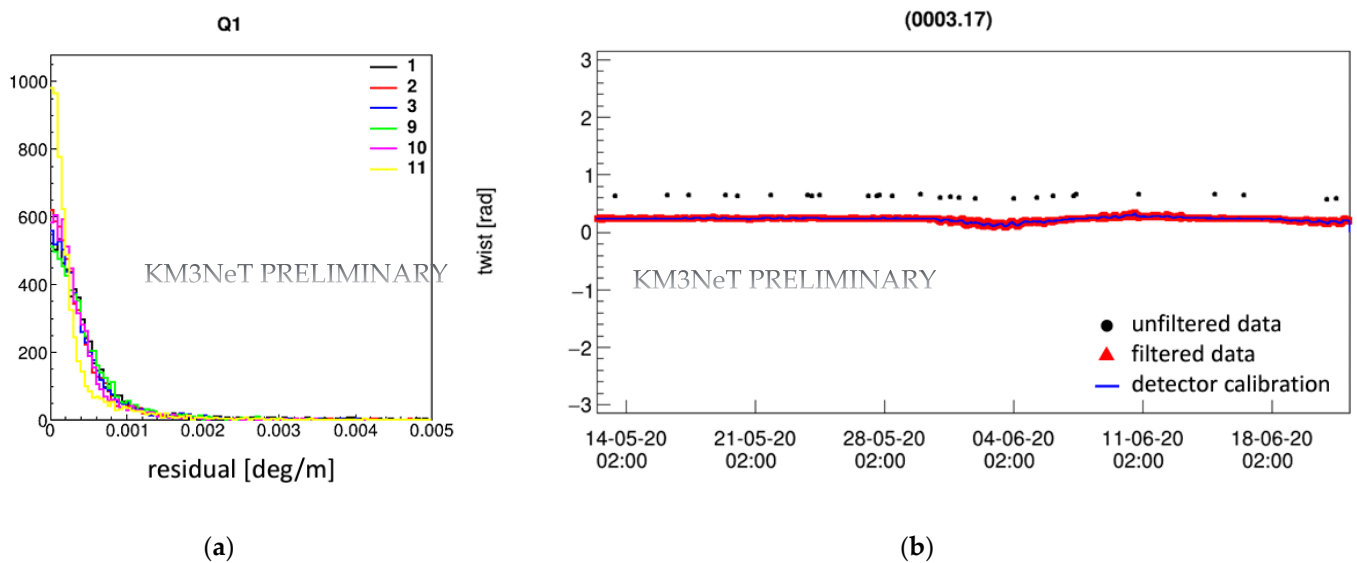 Q1
1000
800
600
400
200
0
0 0.001 0.002 0.003 0.004 0.005
residual [deg/m]
1
2
3
9
10
11
KM3NeT PRELIMINARY
(a)
(0003.17)
twist [rad]
3
2
1
0
−1
−2
−3
KM3NeT PRELIMINARY
unfiltered data
filtered data
detector calibration
14-05-20 21-05-20 28-05-20 04-06-20 11-06-20 18-06-20
02:00 02:00 02:00 02:00 02:00 02:00
(b)